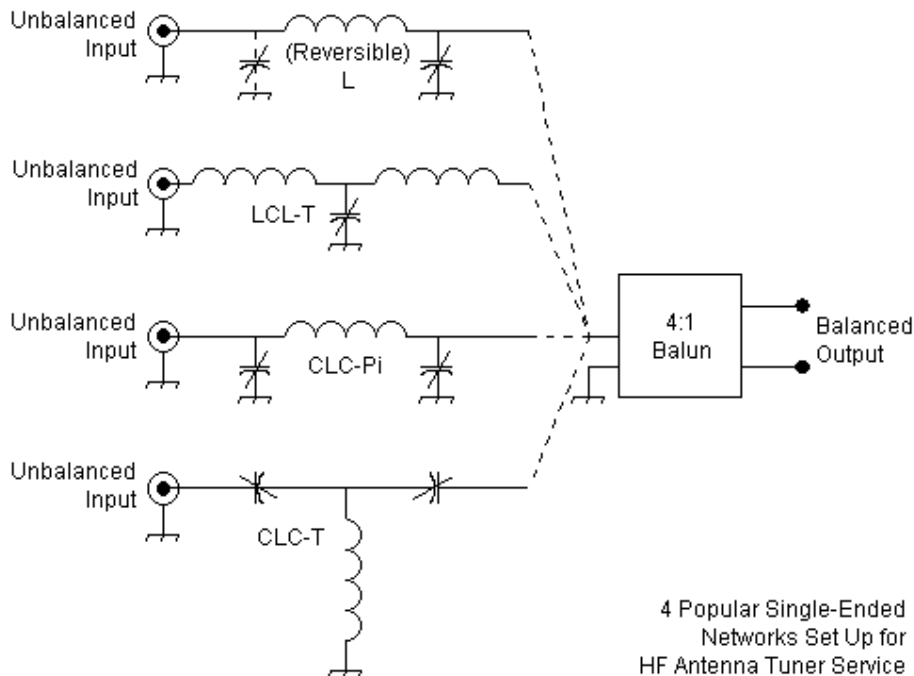 Unbalanced
Input
(Reversible)
L
Unbalanced
Input
LCL-T
Unbalanced
Input
CLC-Pi
4:1
Balun
Balanced
Output
Unbalanced
Input
CLC-T
4 Popular Single-Ended
Networks Set Up for
HF Antenna Tuner Service